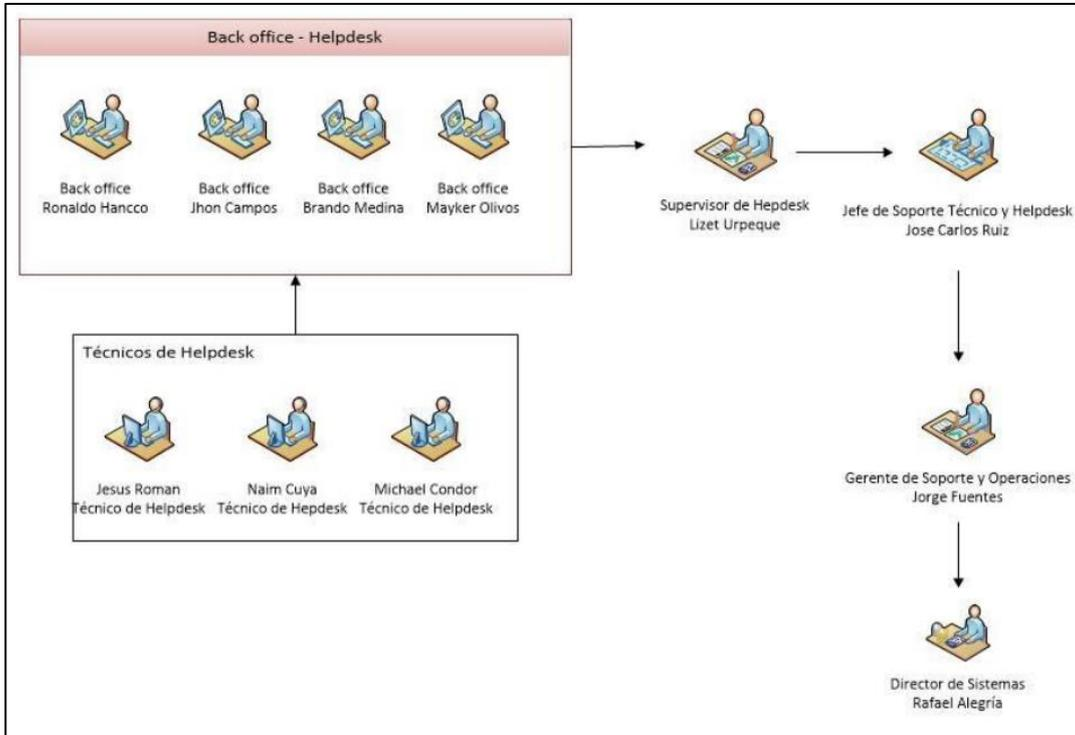 Back office - Helpdesk
Back office
Ronaldo Hancco
Back office
Jhon Campos
Back office
Brando Medina
Back office
Mayker Olivos
Supervisor de Hepdesk
Lizet Urpeque
Jefe de Soporte Técnico y Helpdesk
Jose Carlos Ruiz
Técnicos de Helpdesk
Jesus Roman
Técnico de Helpdesk
Naim Cuya
Técnico de Hepdesk
Michael Condor
Técnico de Helpdesk
Gerente de Soporte y Operaciones
Jorge Fuentes
Director de Sistemas
Rafael Alegría